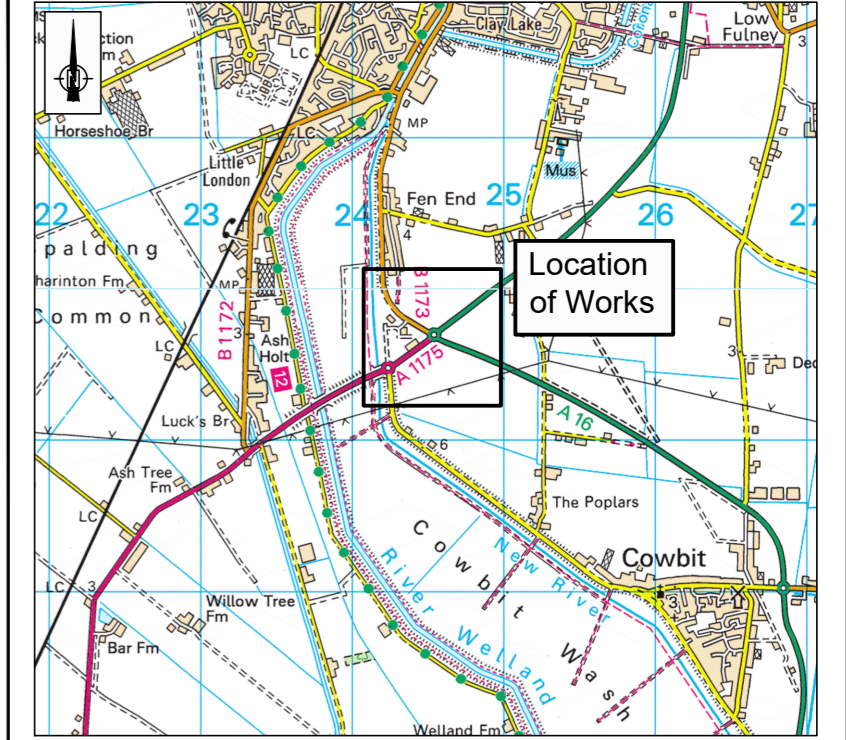 Clay Lake
Low
Fulney
3
LC
Horseshoe Br
LC
MP
Little
London
Mus
Fen End
22
23
24
25
26
27
4
palding
Common
harinton Fm
MP
B 1172
3
B 1173
Location
of Works
LC
Ash
Holt
12
A 1175
3
Luck's Br
A 16
6
Ash Tree
Fm
The Poplars
LC
Cowbit
Wash
New River
River Welland
Cowbit
3
LC
3
Willow Tree
Fm
Bar Fm
Welland Fm